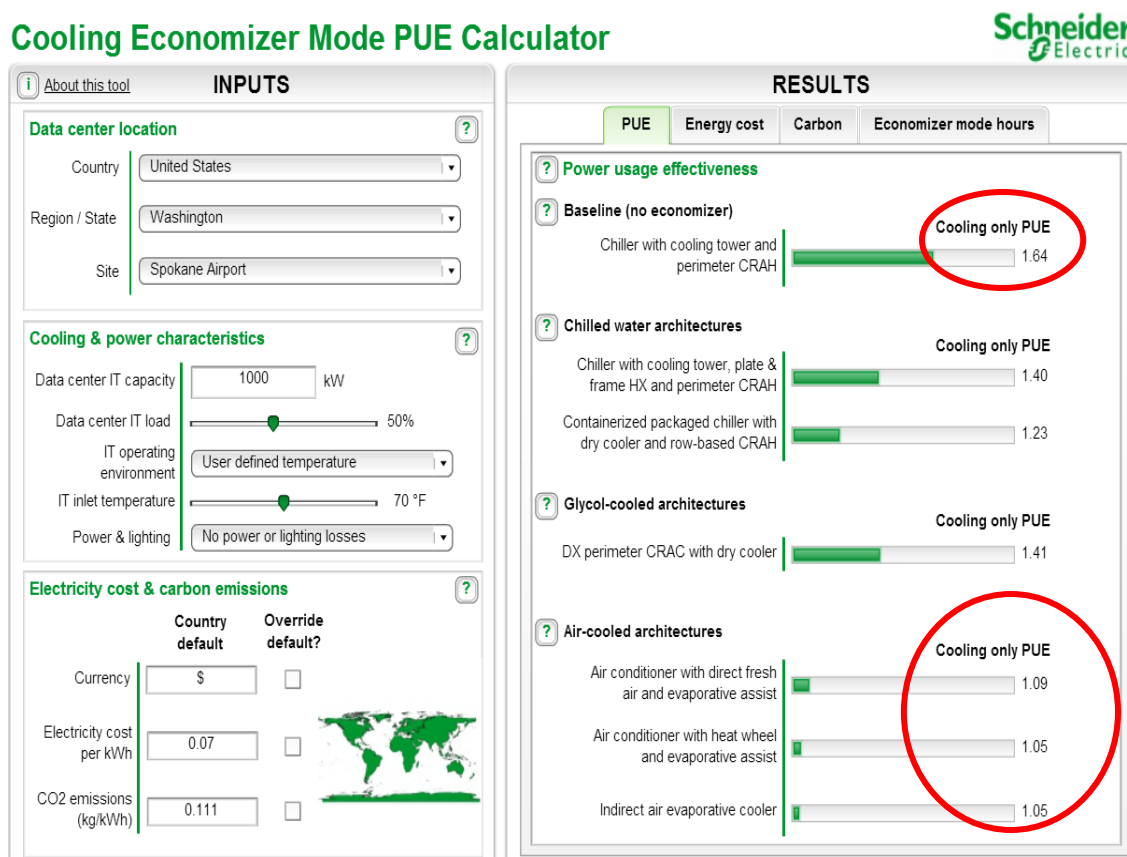 Cooling Economizer Mode PUE Calculator
Schneider
Electric
i About this tool
INPUTS
Data center location
?
Country
United States
Region / State
Washington
Site
Spokane Airport
Cooling & power characteristics
?
Data center IT capacity
1000
kW
Data center IT load
50%
IT operating
environment
User defined temperature
IT inlet temperature
70 °F
Power & lighting
No power or lighting losses
Electricity cost & carbon emissions
?
Country
default
Override
default?
Currency
$
Electricity cost
per kWh
0.07
CO2 emissions
(kg/kWh)
0.111
RESULTS
PUE
Energy cost
Carbon
Economizer mode hours
? Power usage effectiveness
? Baseline (no economizer)
Cooling only PUE
Chiller with cooling tower and
perimeter CRAH
1.64
? Chilled water architectures
Cooling only PUE
Chiller with cooling tower, plate &
frame HX and perimeter CRAH
1.40
Containerized packaged chiller with
dry cooler and row-based CRAH
1.23
? Glycol-cooled architectures
Cooling only PUE
DX perimeter CRAC with dry cooler
1.41
? Air-cooled architectures
Cooling only PUE
Air conditioner with direct fresh
air and evaporative assist
1.09
Air conditioner with heat wheel
and evaporative assist
1.05
Indirect air evaporative cooler
1.05